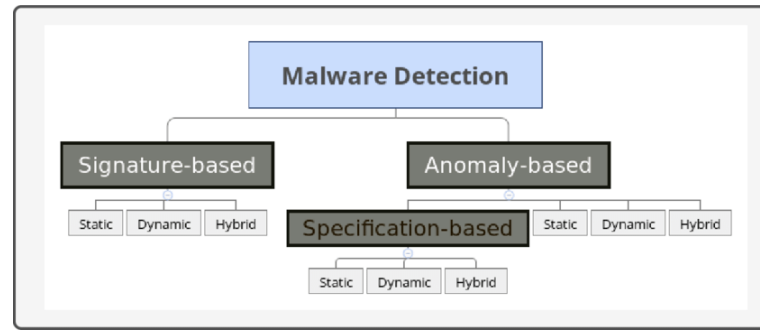 Malware Detection
Signature-based
Anomaly-based
Static Dynamic Hybrid
Specification-based
Static Dynamic Hybrid
Static Dynamic Hybrid